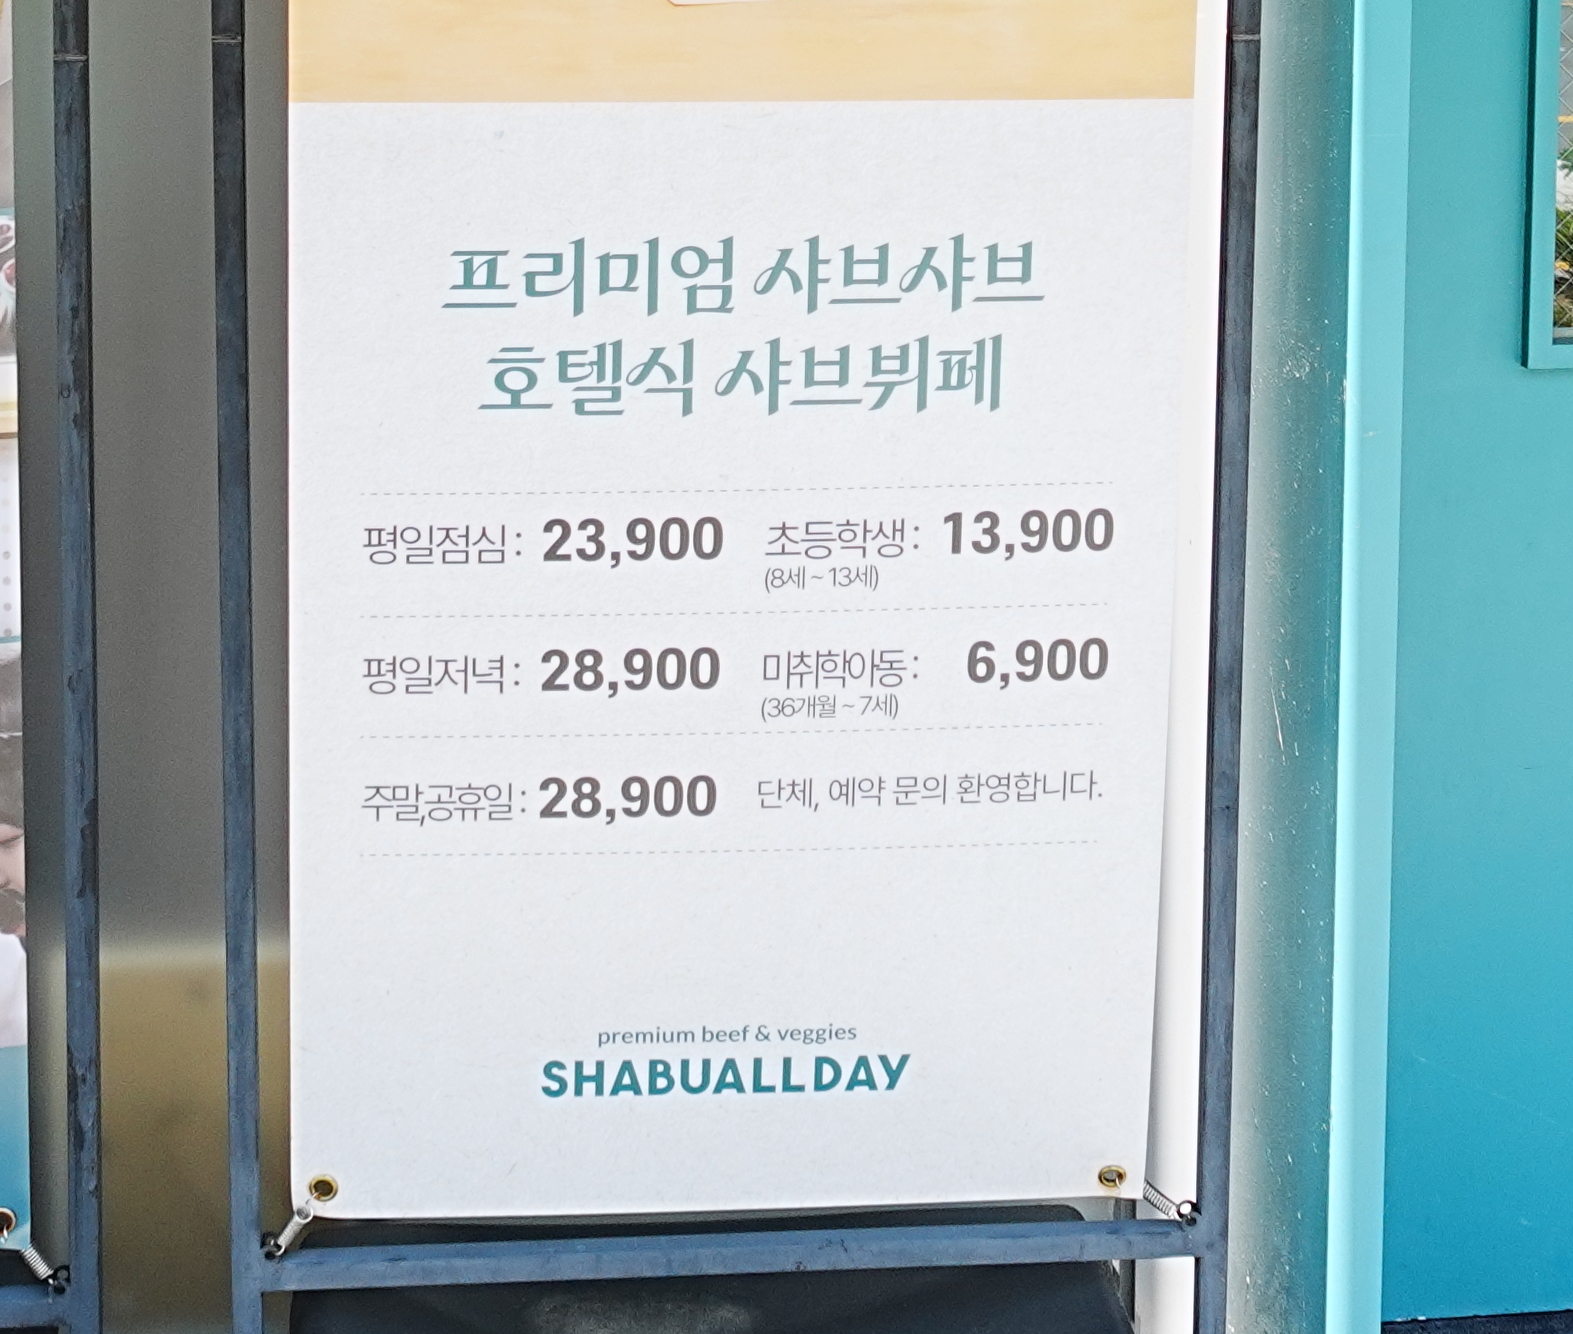 프리미엄 샤브샤브
호텔식 샤브뷔페
평일점심: 23,900 초등학생: 13,900
(8세 ~ 13세)
평일저녁: 28,900 미취학아동: 6,900
(36개월 ~ 7세)
주말,공휴일: 28,900 단체, 예약 문의 환영합니다.
premium beef & veggies
SHABUALLDAY